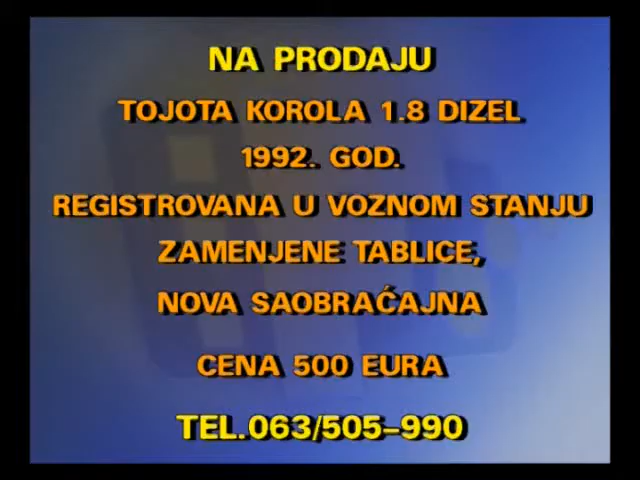 NA PRODAJU
TOJOTA KOROLA 1.8 DIZEL
1992. GOD.
REGISTROVANA U VOZNOM STANJU
ZAMENJENE TABLICE,
NOVA SAOBRAĆAJNA
CENA 500 EURA
TEL.063/505-990